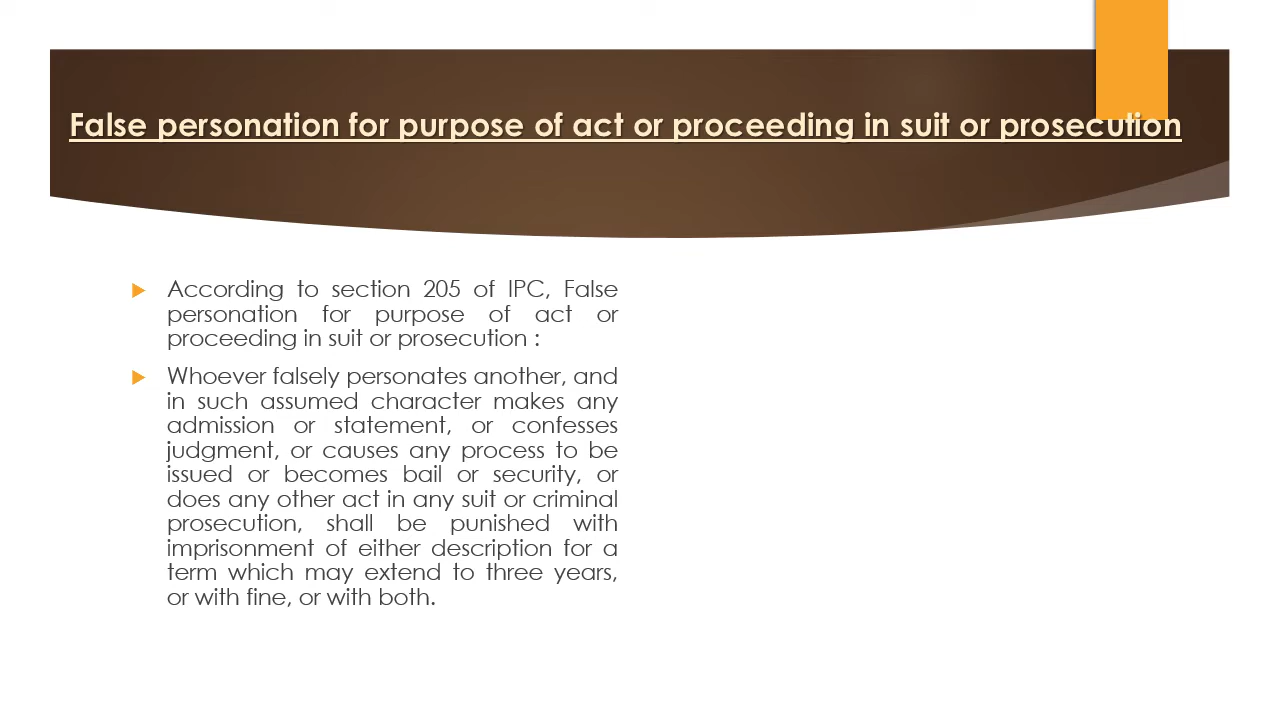 False personation for purpose of act or proceeding in suit or prosecution
According to section 205 of IPC, False
personation for purpose of act or
proceeding in suit or prosecution :
Whoever falsely personates another, and
in such assumed character makes any
admission or statement, or confesses
judgment, or causes any process to be
issued or becomes bail or security, or
does any other act in any suit or criminal
prosecution, shall be punished with
imprisonment of either description for a
term which may extend to three years,
or with fine, or with both.